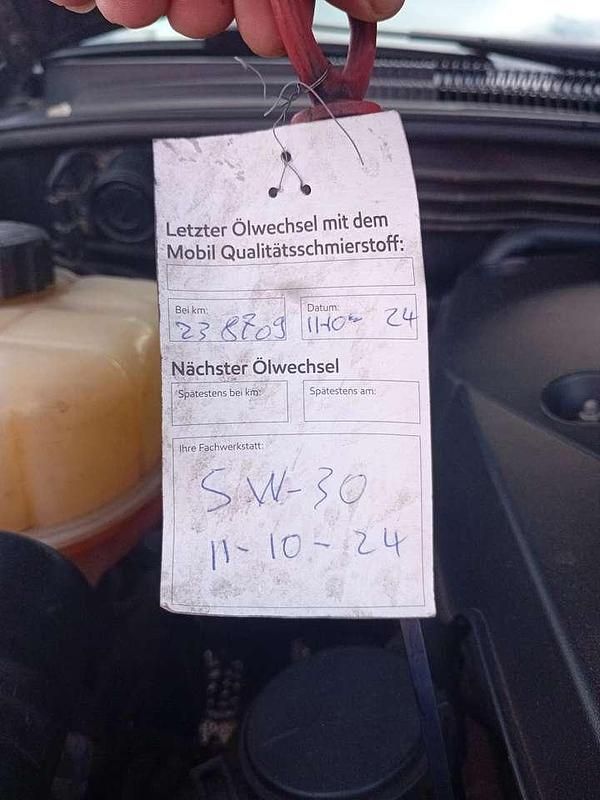 Letzter Ölwechsel mit dem
Mobil Qualitätsschmierstoff:
Bei km: Datum:
238709 11-10- 24
Nächster Ölwechsel
Spätestens bei km: Spätestens am:
Ihre Fachwerkstatt:
5W-30
11-10-24